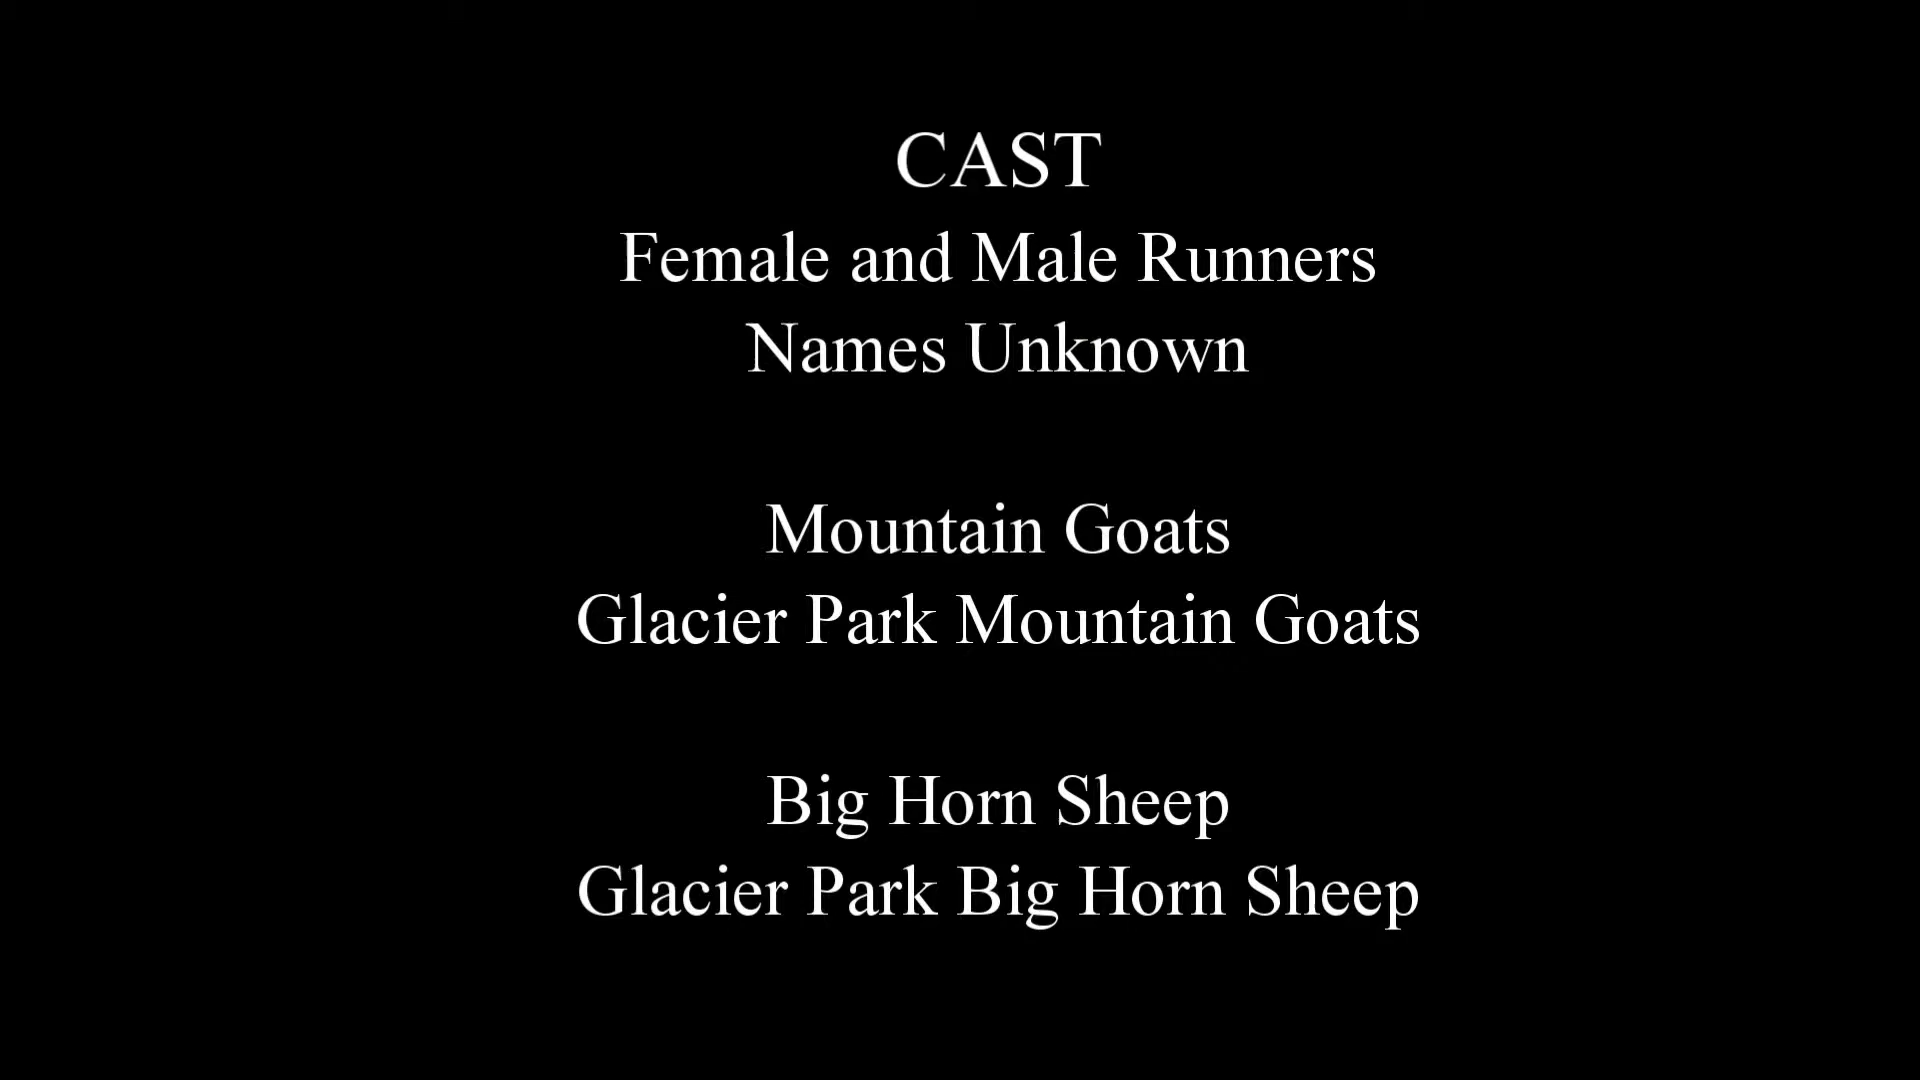 CAST
Female and Male Runners
Names Unknown
Mountain Goats
Glacier Park Mountain Goats
Big Horn Sheep
Glacier Park Big Horn Sheep